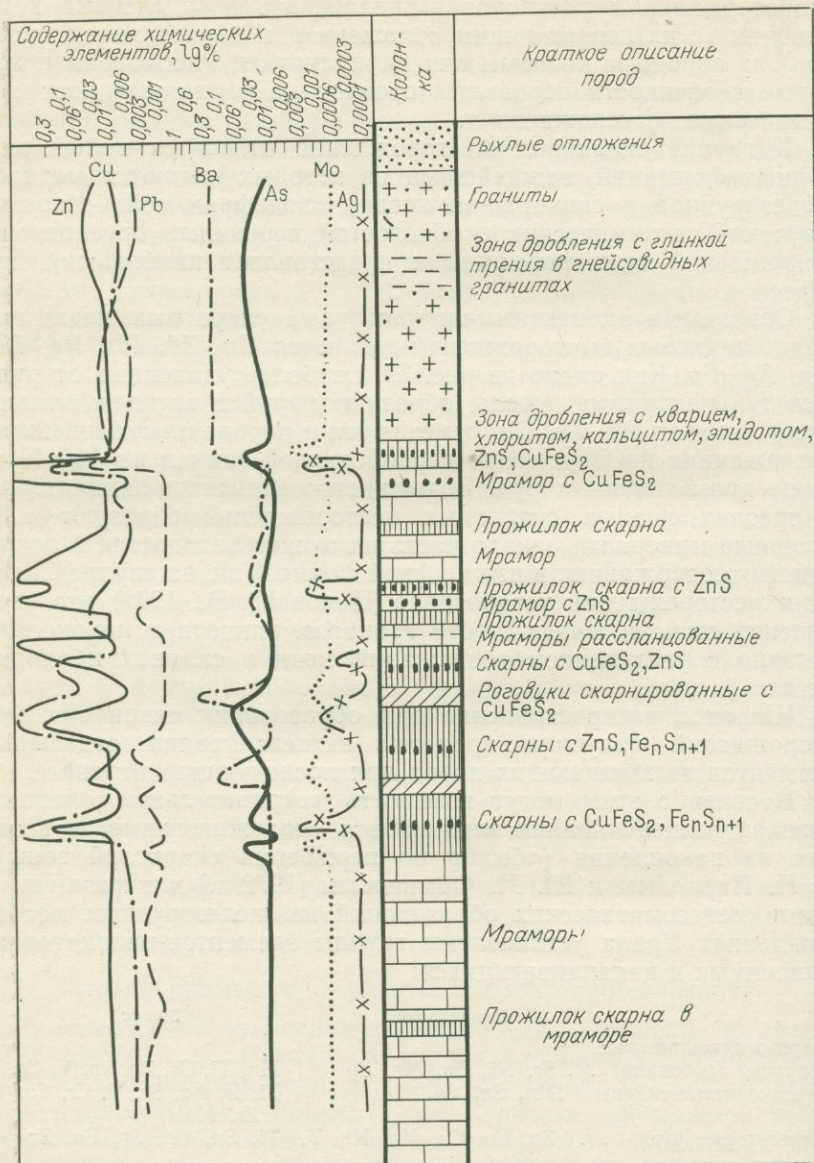 Содержание химических
элементов, lg%
Колон-
ка
Краткое описание
пород
0,3
0,1
0,06
0,03
0,01
0,006
0,003
0,001
1
0,6
0,3
0,1
0,06
0,03
0,01
0,006
0,003
0,001
0,0006
0,0003
0,0001
Cu
Zn
Pb
Ba
As
Mo
Ag
Рыхлые отложения
Граниты
Зона дробления с глинкой
трения в гнейсовидных
гранитах
Зона дробления с кварцем,
хлоритом, кальцитом, эпидотом,
ZnS, CuFeS₂
Мрамор с CuFeS₂
Прожилок скарна
Мрамор
Прожилок скарна с ZnS
Мрамор с ZnS
Прожилок скарна
Мраморы рассланцованные
Скарны с CuFeS₂, ZnS
Роговики скарнированные с
CuFeS₂
Скарны с ZnS, FeₙSₙ₊₁
Скарны с CuFeS₂, FeₙSₙ₊₁
Мраморы
Прожилок скарна в
мраморе